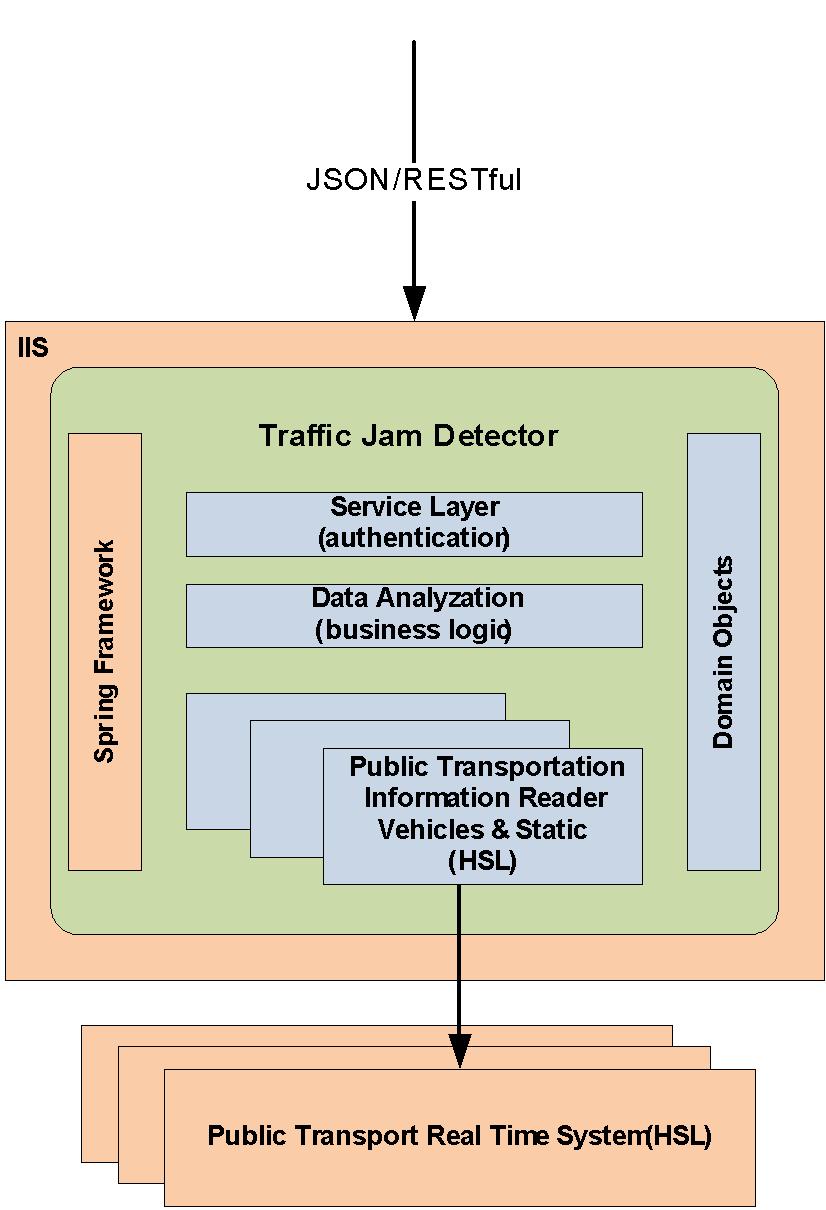 JSON/RESTful
IIS
Traffic Jam Detector
Spring Framework
Service Layer
(authentication)
Data Analyzation
(business logic)
Domain Objects
Public Transportation
Information Reader
Vehicles & Static
(HSL)
Public Transport Real Time System(HSL)